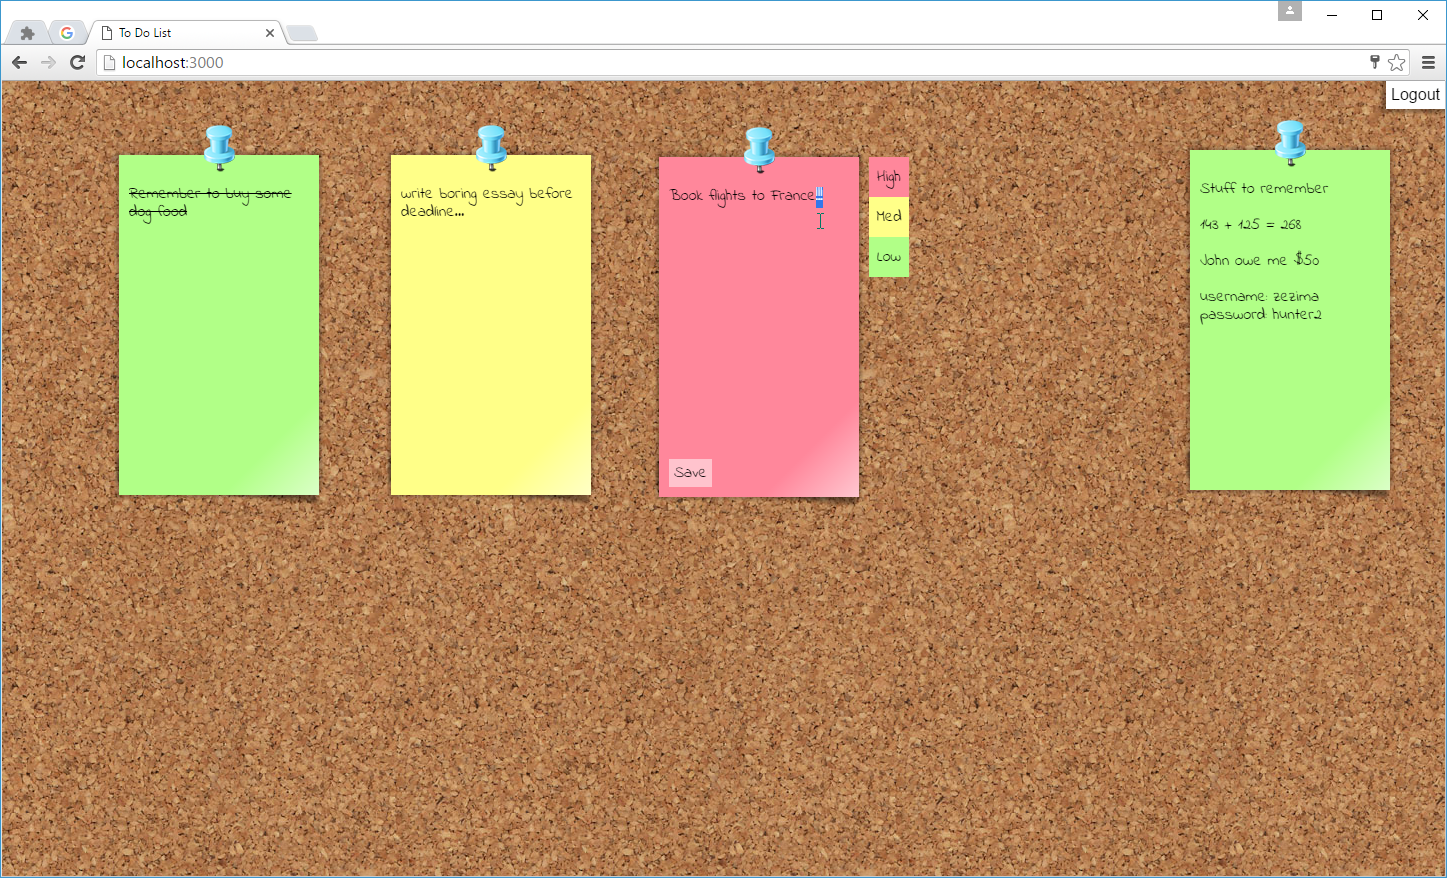 To Do List
localhost:3000
Logout
Remember to buy some
dog food
write boring essay before
deadline...
Book flights to France!!!
Save
High
Med
Low
Stuff to remember
143 + 125 = 268
John owe me $50
username: zezima
password: hunter2